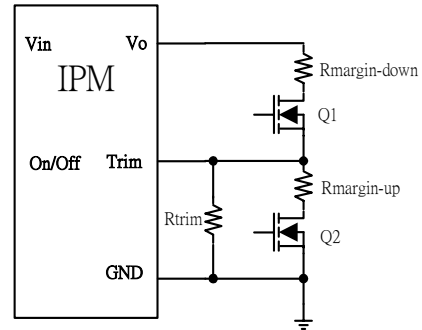 Vin
Vo
IPM
Rmargin-down
Q1
On/Off
Trim
Rmargin-up
Rtrim
Q2
GND